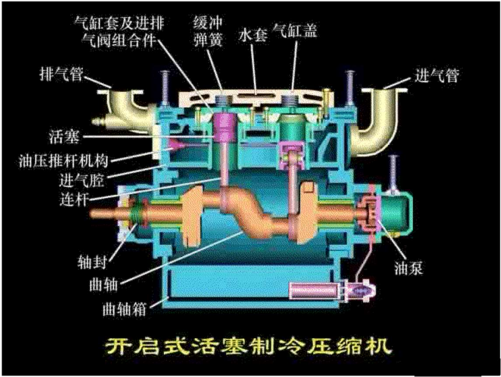 气缸套及进排
气阀组合件
缓冲
弹簧
水套
气缸盖
排气管
进气管
活塞
油压推杆机构
进气腔
连杆
轴封
曲轴
曲轴箱
油泵
开启式活塞制冷压缩机